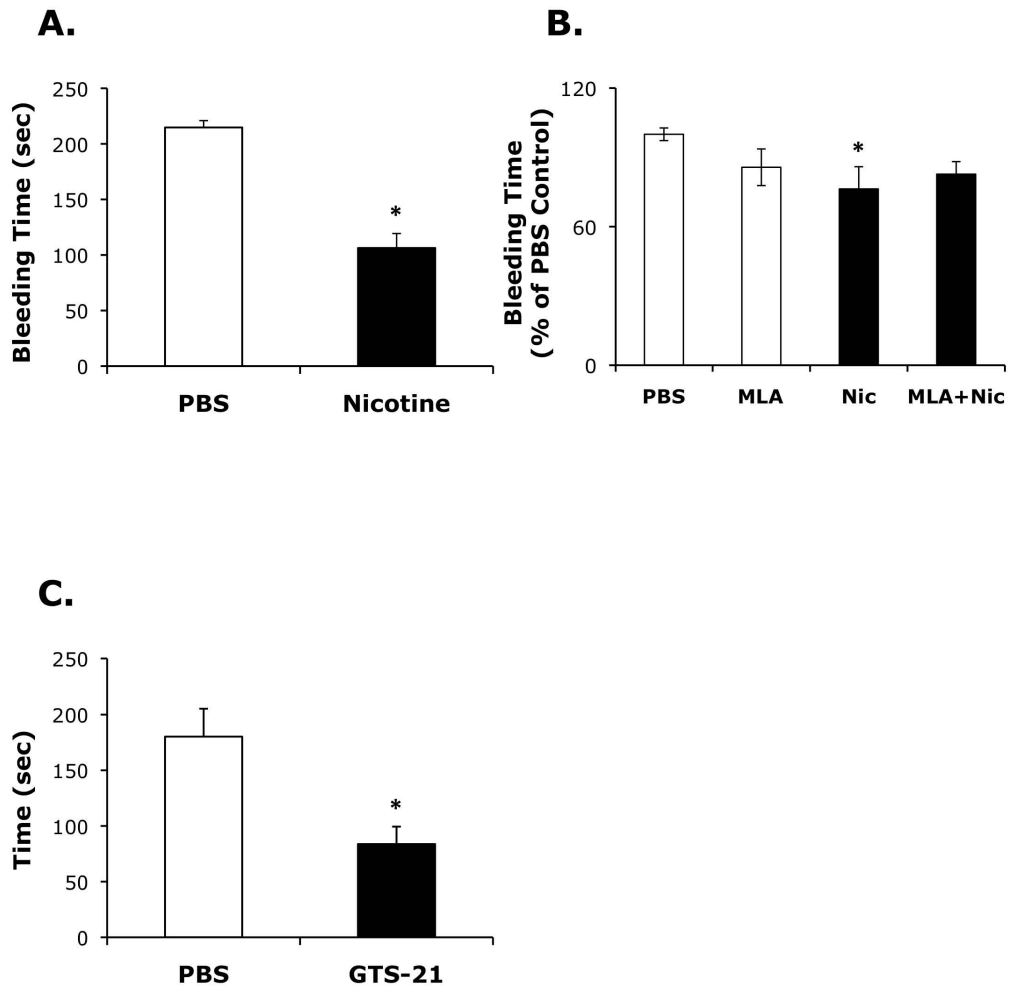 A.
Bleeding Time (sec)
250
200
150
100
50
0
*
PBS
Nicotine
B.
Bleeding Time
(% of PBS Control)
120
60
0
*
PBS
MLA
Nic
MLA+Nic
C.
Time (sec)
250
200
150
100
50
0
*
PBS
GTS-21